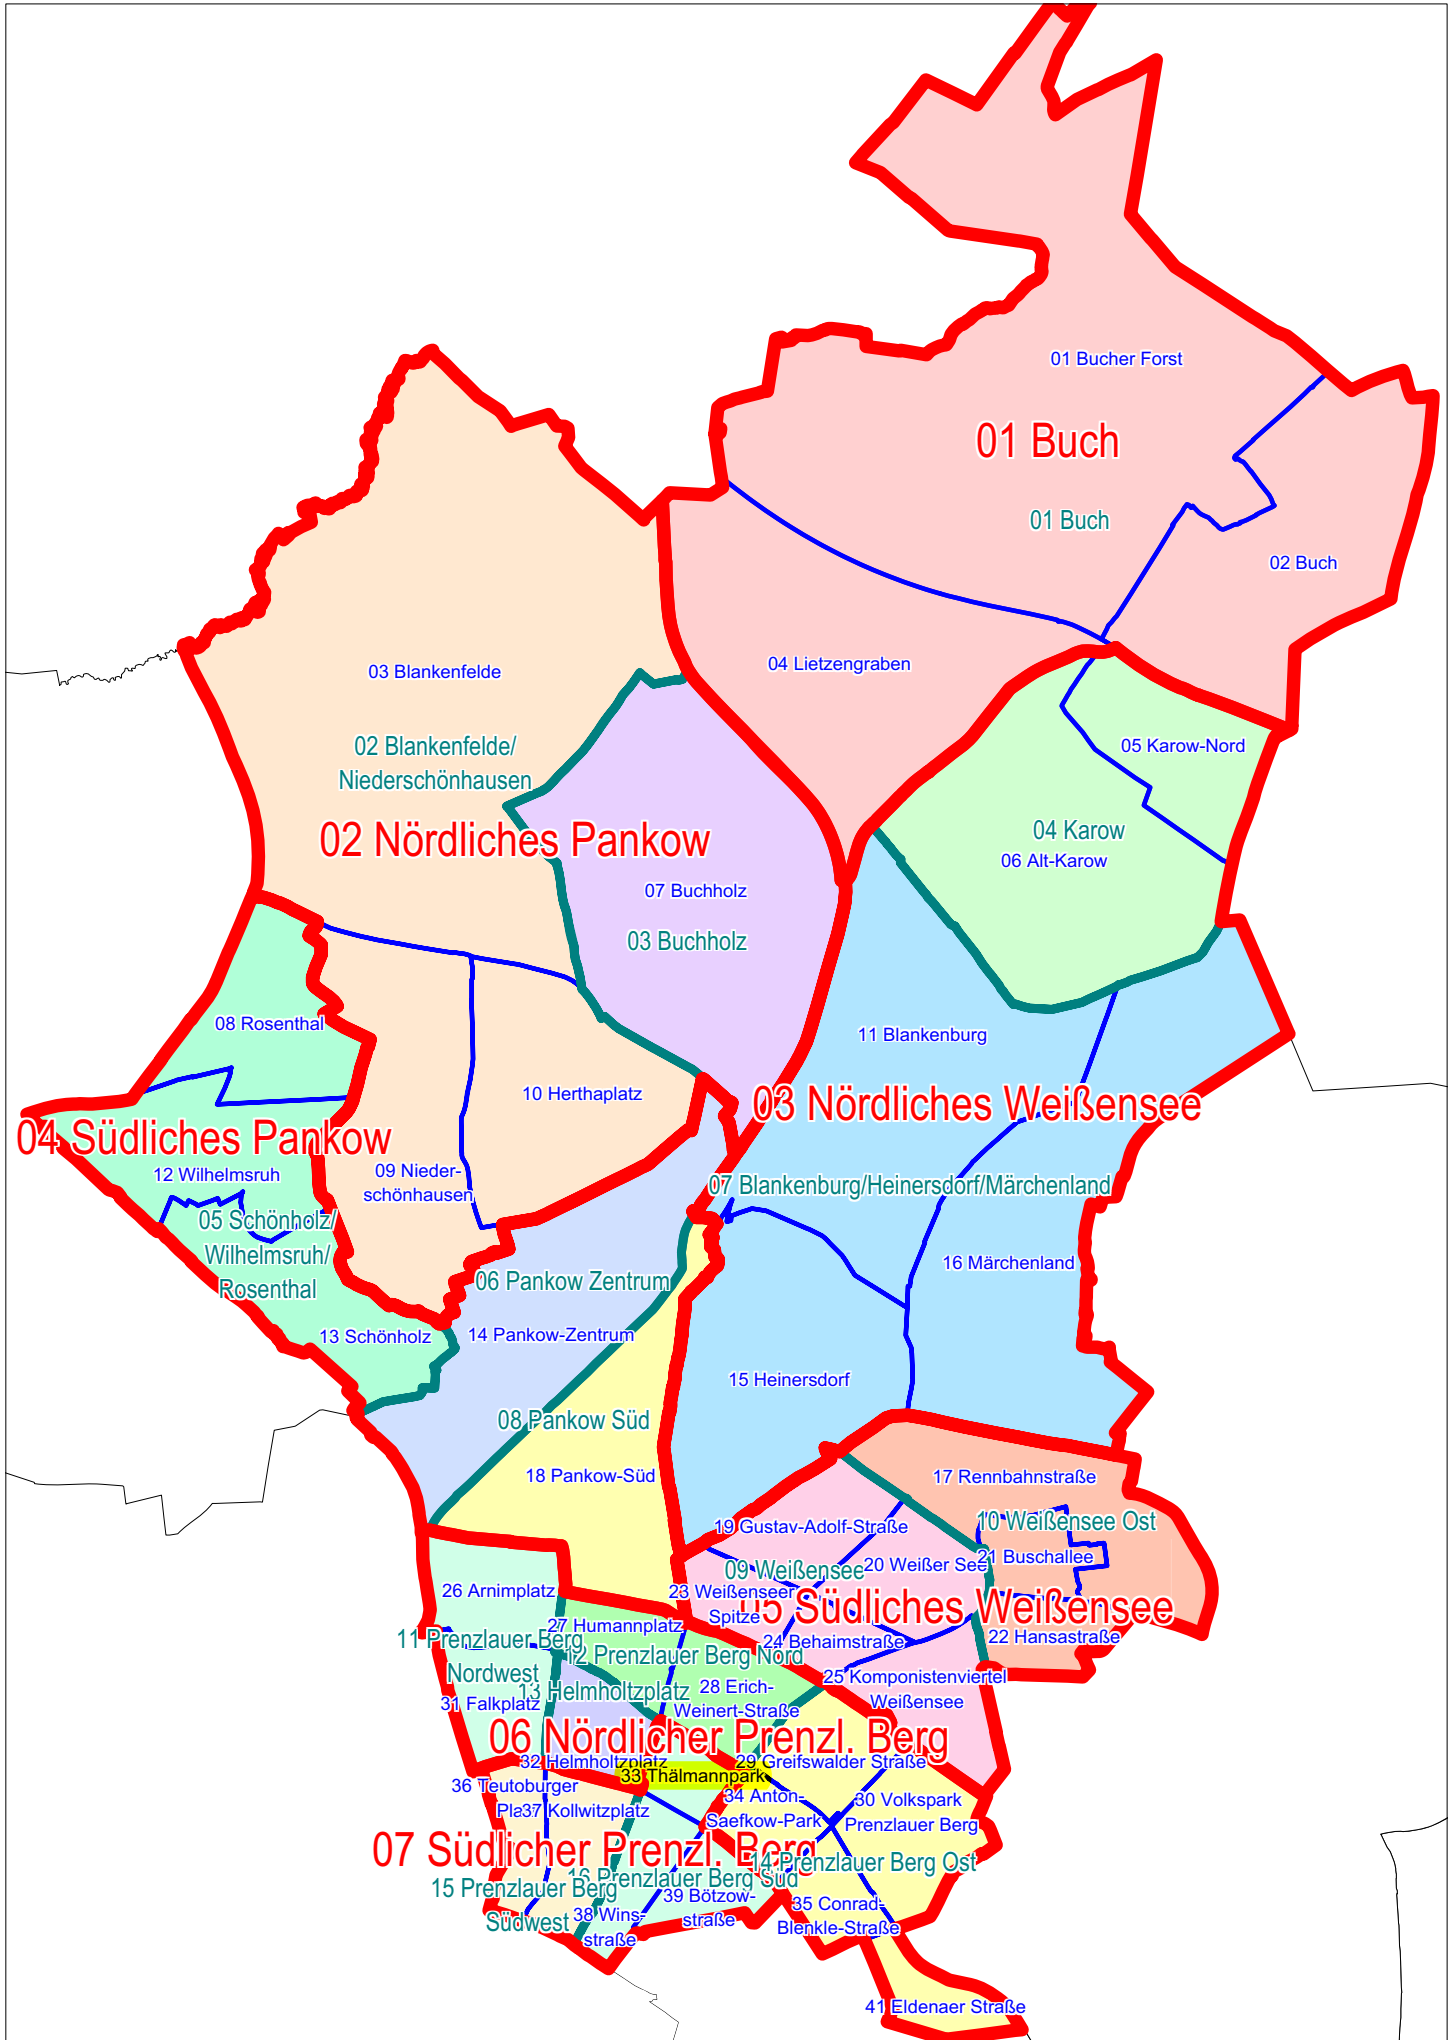 01 Bucher Forst
01 Buch
01 Buch
02 Buch
04 Lietzengraben
03 Blankenfelde
02 Blankenfelde/
Niederschönhausen
05 Karow-Nord
04 Karow
06 Alt-Karow
02 Nördliches Pankow
07 Buchholz
03 Buchholz
08 Rosenthal
11 Blankenburg
10 Herthaplatz
03 Nördliches Weißensee
04 Südliches Pankow
12 Wilhelmsruh
09 Nieder-
schönhausen
07 Blankenburg/Heinersdorf/Märchenland
05 Schönholz/
Wilhelmsruh/
Rosenthal
06 Pankow Zentrum
16 Märchenland
13 Schönholz
14 Pankow-Zentrum
15 Heinersdorf
08 Pankow Süd
18 Pankow-Süd
17 Rennbahnstraße
19 Gustav-Adolf-Straße
10 Weißensee Ost
20 Weißer See
21 Buschallee
09 Weißensee
26 Arnimplatz
23 Weißenseer
Spitze
05 Südliches Weißensee
27 Humannplatz
24 Behaimstraße
22 Hansastraße
11 Prenzlauer Berg
Nordwest
12 Prenzlauer Berg Nord
13 Helmholtzplatz
28 Erich-
Weinert-Straße
25 Komponistenviertel
Weißensee
31 Falkplatz
06 Nördlicher Prenzl. Berg
32 Helmholtzplatz
29 Greifswalder Straße
33 Thälmannpark
36 Teutoburger
Platz
37 Kollwitzplatz
34 Anton-
Saefkow-Park
30 Volkspark
Prenzlauer Berg
07 Südlicher Prenzl. Berg
14 Prenzlauer Berg Ost
16 Prenzlauer Berg Süd
15 Prenzlauer Berg
Südwest
39 Bötzow-
straße
38 Wins-
straße
35 Conrad-
Blenkle-Straße
41 Eldenaer Straße